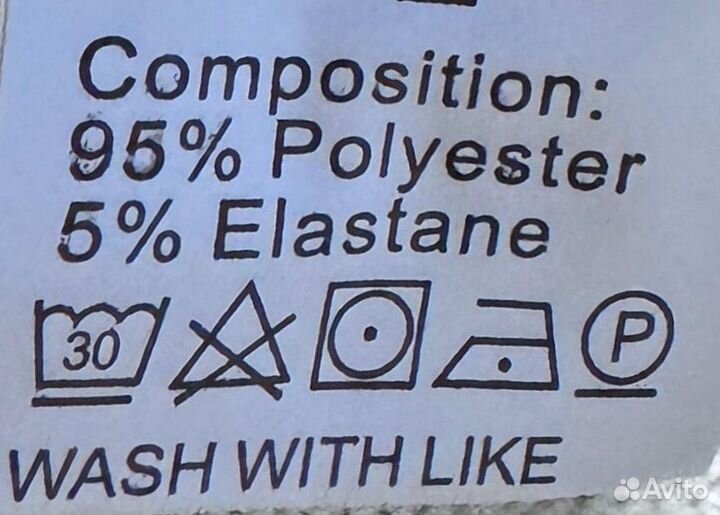 Composition:
95% Polyester
5% Elastane
30 P
WASH WITH LIKE
Avito